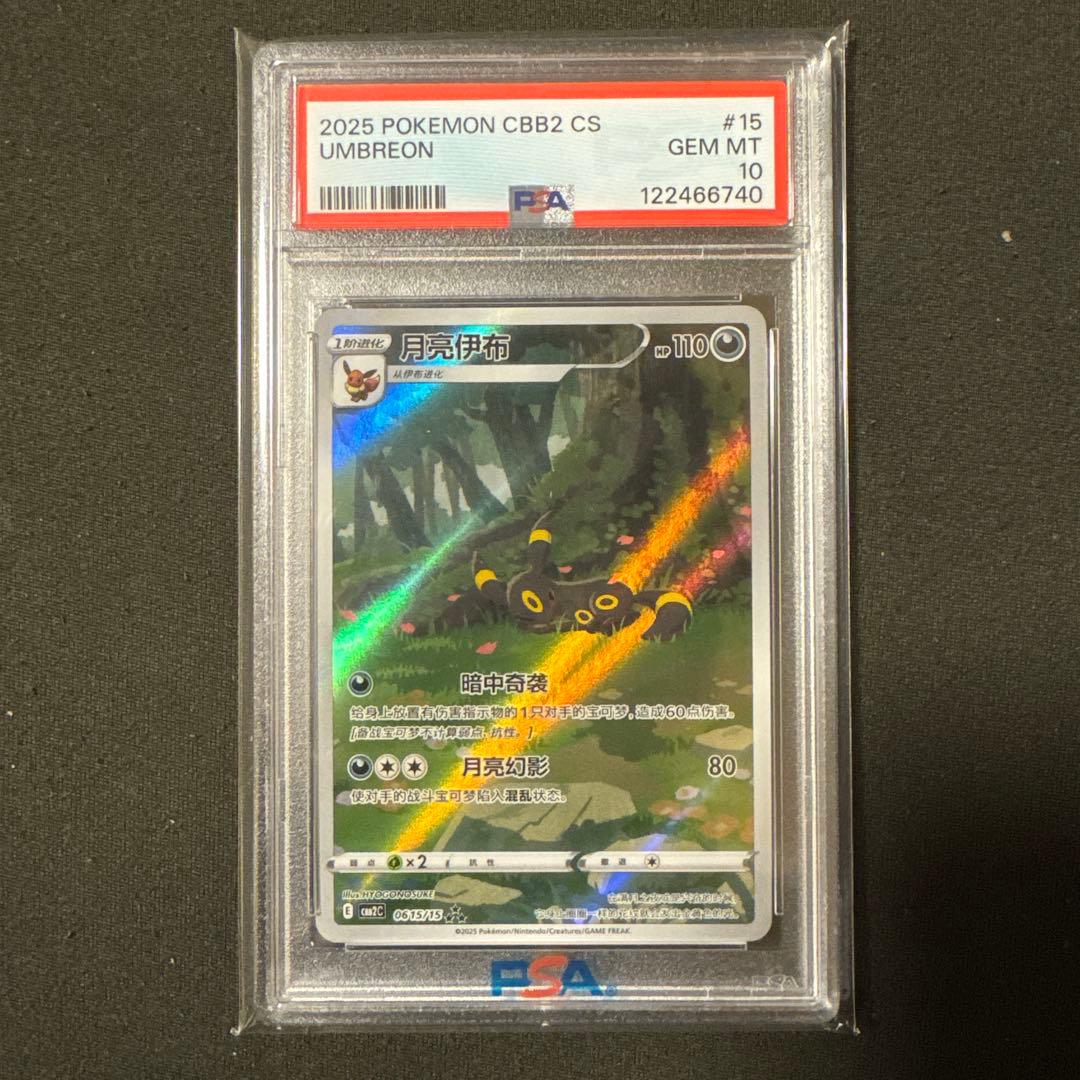 2025 POKEMON CBB2 CS #15
UMBREON GEM MT
10
PSA 122466740
1阶进化 月亮伊布 HP 110
从伊布进化
暗中奇袭
给身上放置有伤害指示物的1只对手的宝可梦，造成60点伤害。
[备战宝可梦不计算弱点、抗性。]
月亮幻影 80
使对手的战斗宝可梦陷入混乱状态。
弱点 ×2 抗性 撤退
Illus. HYOGONOSUKE
E CBB2C 0615/15
©2025 Pokémon/Nintendo/Creatures/GAME FREAK.
PSA
PSA